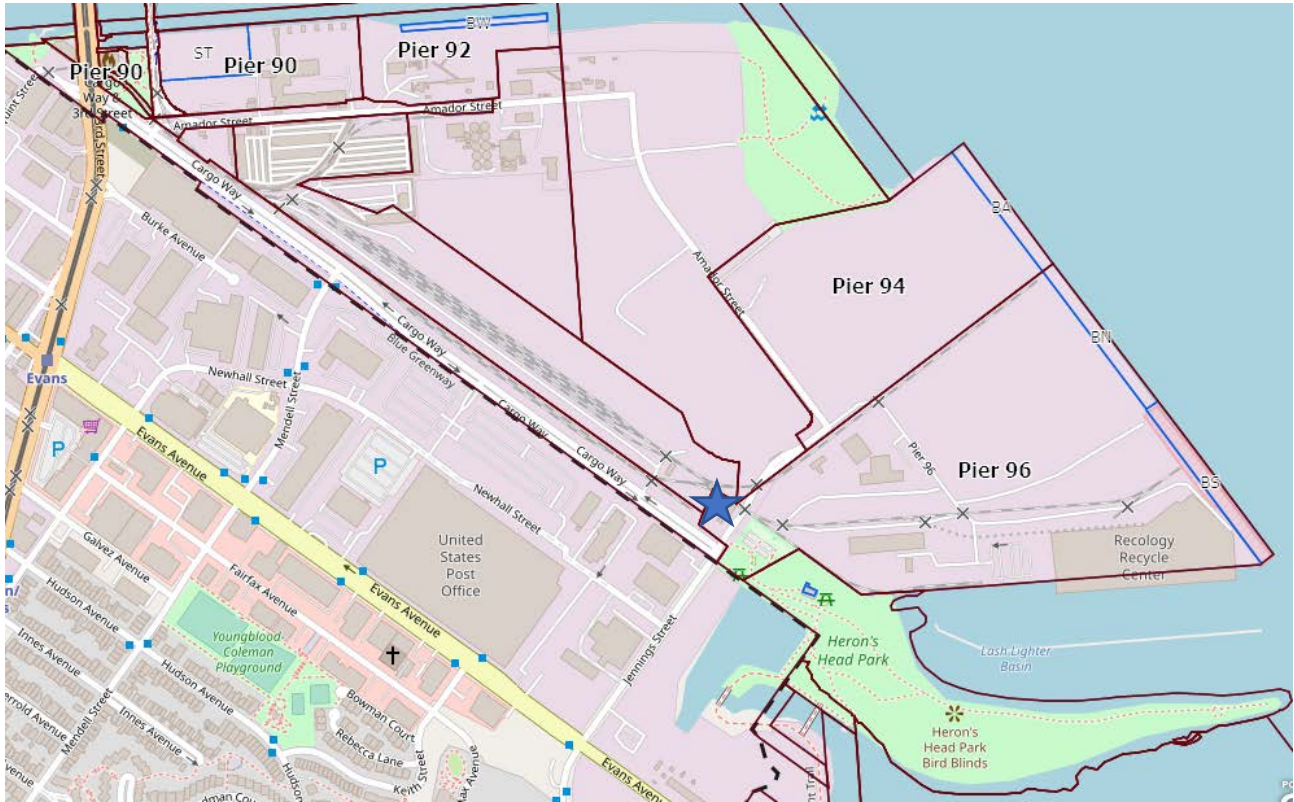 BW
ST
Pier 92
Pier 90
Pier 90
Cargo
Way &
3rd Street
3rd Street
Amador Street
Amador Street
Cargo Way
Burke Avenue
BA
Amador Street
Pier 94
Cargo Way
Blue Greenway
BN
Mendell Street
Newhall Street
Evans
Cargo Way
P
P
Evans Avenue
Cargo Way
Pier 96
Pier 96
BS
Newhall Street
United
States
Post
Office
Recology
Recycle
Center
Galvez Avenue
Fairfax Avenue
Evans Avenue
Hudson Avenue
Youngblood
Coleman
Playground
Jennings Street
Heron's
Head Park
Lash Lighter
Basin
Innes Avenue
Hudson Avenue
Mendell Street
Innes Avenue
Bowman Court
Rebecca Lane
Keith Street
Heron's
Head Park
Bird Blinds
Evans Avenue